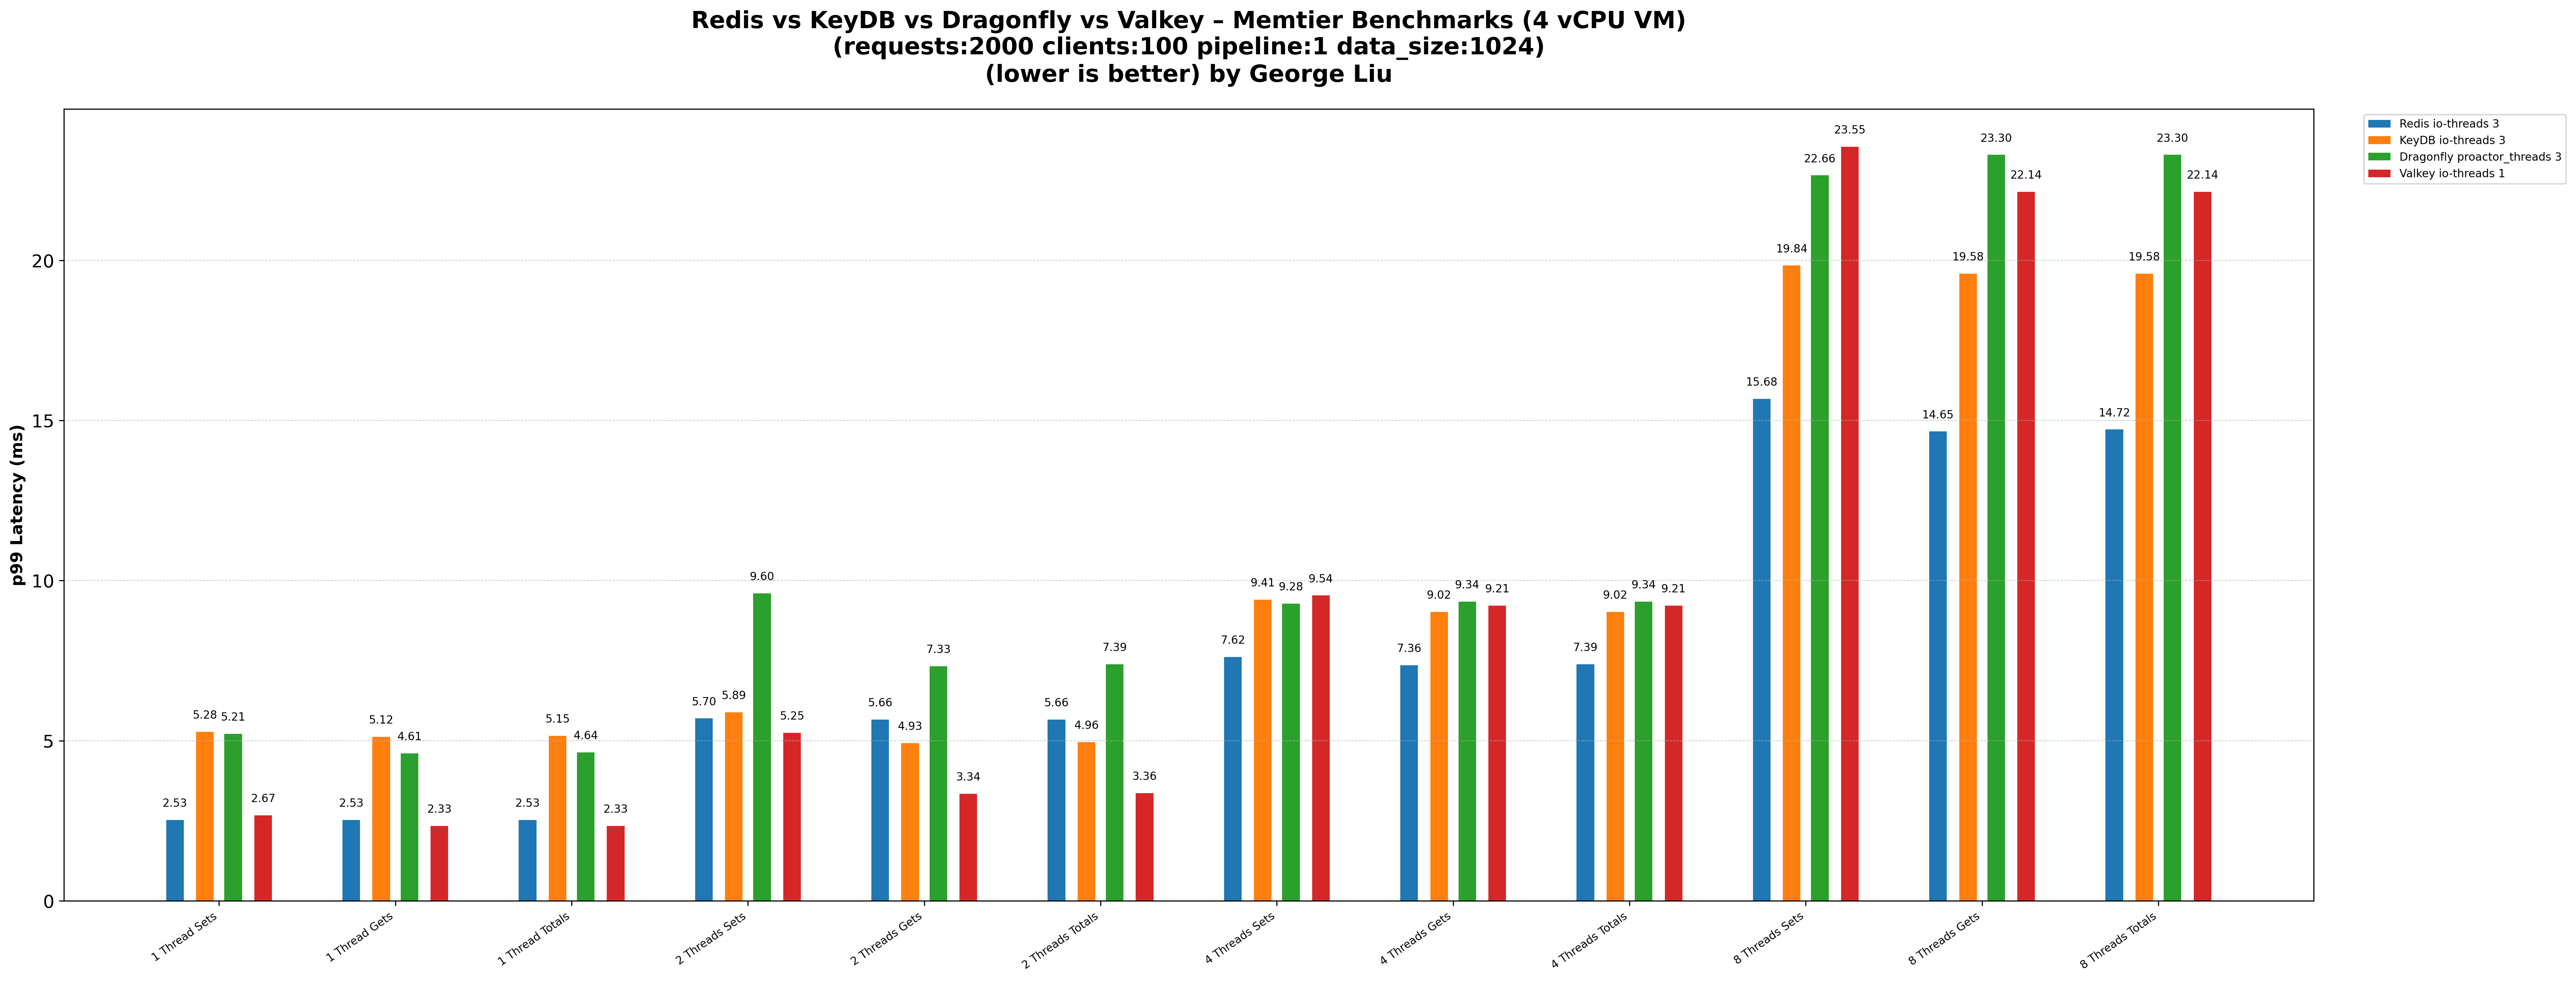 Redis vs KeyDB vs Dragonfly vs Valkey – Memtier Benchmarks (4 vCPU VM)
(requests:2000 clients:100 pipeline:1 data_size:1024)
(lower is better) by George Liu
Redis io-threads 3
KeyDB io-threads 3
Dragonfly proactor_threads 3
Valkey io-threads 1
p99 Latency (ms)
20
15
10
5
0
2.53 5.28 5.21 2.67
2.53 5.12 4.61 2.33
2.53 5.15 4.64 2.33
5.70 5.89 9.60 5.25
5.66 4.93 7.33 3.34
5.66 4.96 7.39 3.36
7.62 9.41 9.28 9.54
7.36 9.02 9.34 9.21
7.39 9.02 9.34 9.21
15.68 19.84 22.66 23.55
14.65 19.58 23.30 22.14
14.72 19.58 23.30 22.14
1 Thread Sets
1 Thread Gets
1 Thread Totals
2 Threads Sets
2 Threads Gets
2 Threads Totals
4 Threads Sets
4 Threads Gets
4 Threads Totals
8 Threads Sets
8 Threads Gets
8 Threads Totals